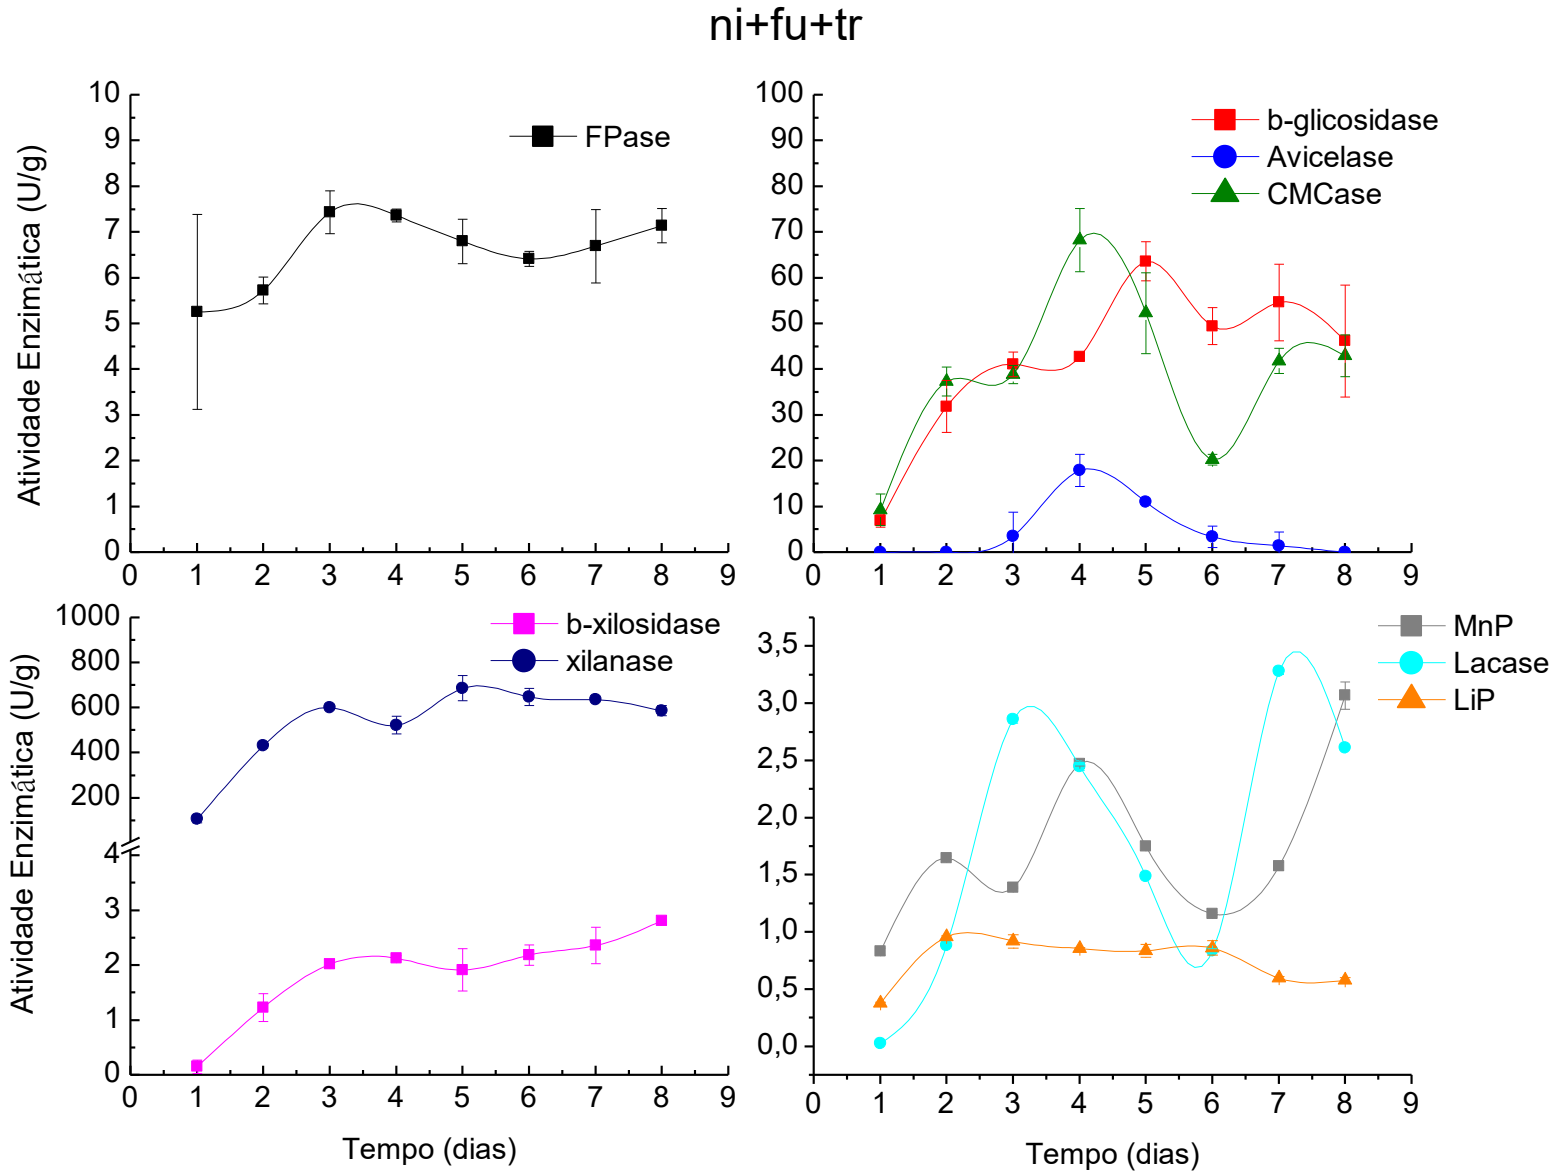 ni+fu+tr
Atividade Enzimática (U/g)
10
9
8
7
6
5
4
3
2
1
0
FPase
0 1 2 3 4 5 6 7 8 9
100
90
80
70
60
50
40
30
20
10
0
b-glicosidase
Avicelase
CMCase
0 1 2 3 4 5 6 7 8 9
Atividade Enzimática (U/g)
1000
800
600
400
200
4
3
2
1
0
b-xilosidase
xilanase
0 1 2 3 4 5 6 7 8 9
Tempo (dias)
3,5
3,0
2,5
2,0
1,5
1,0
0,5
0,0
MnP
Lacase
LiP
0 1 2 3 4 5 6 7 8 9
Tempo (dias)